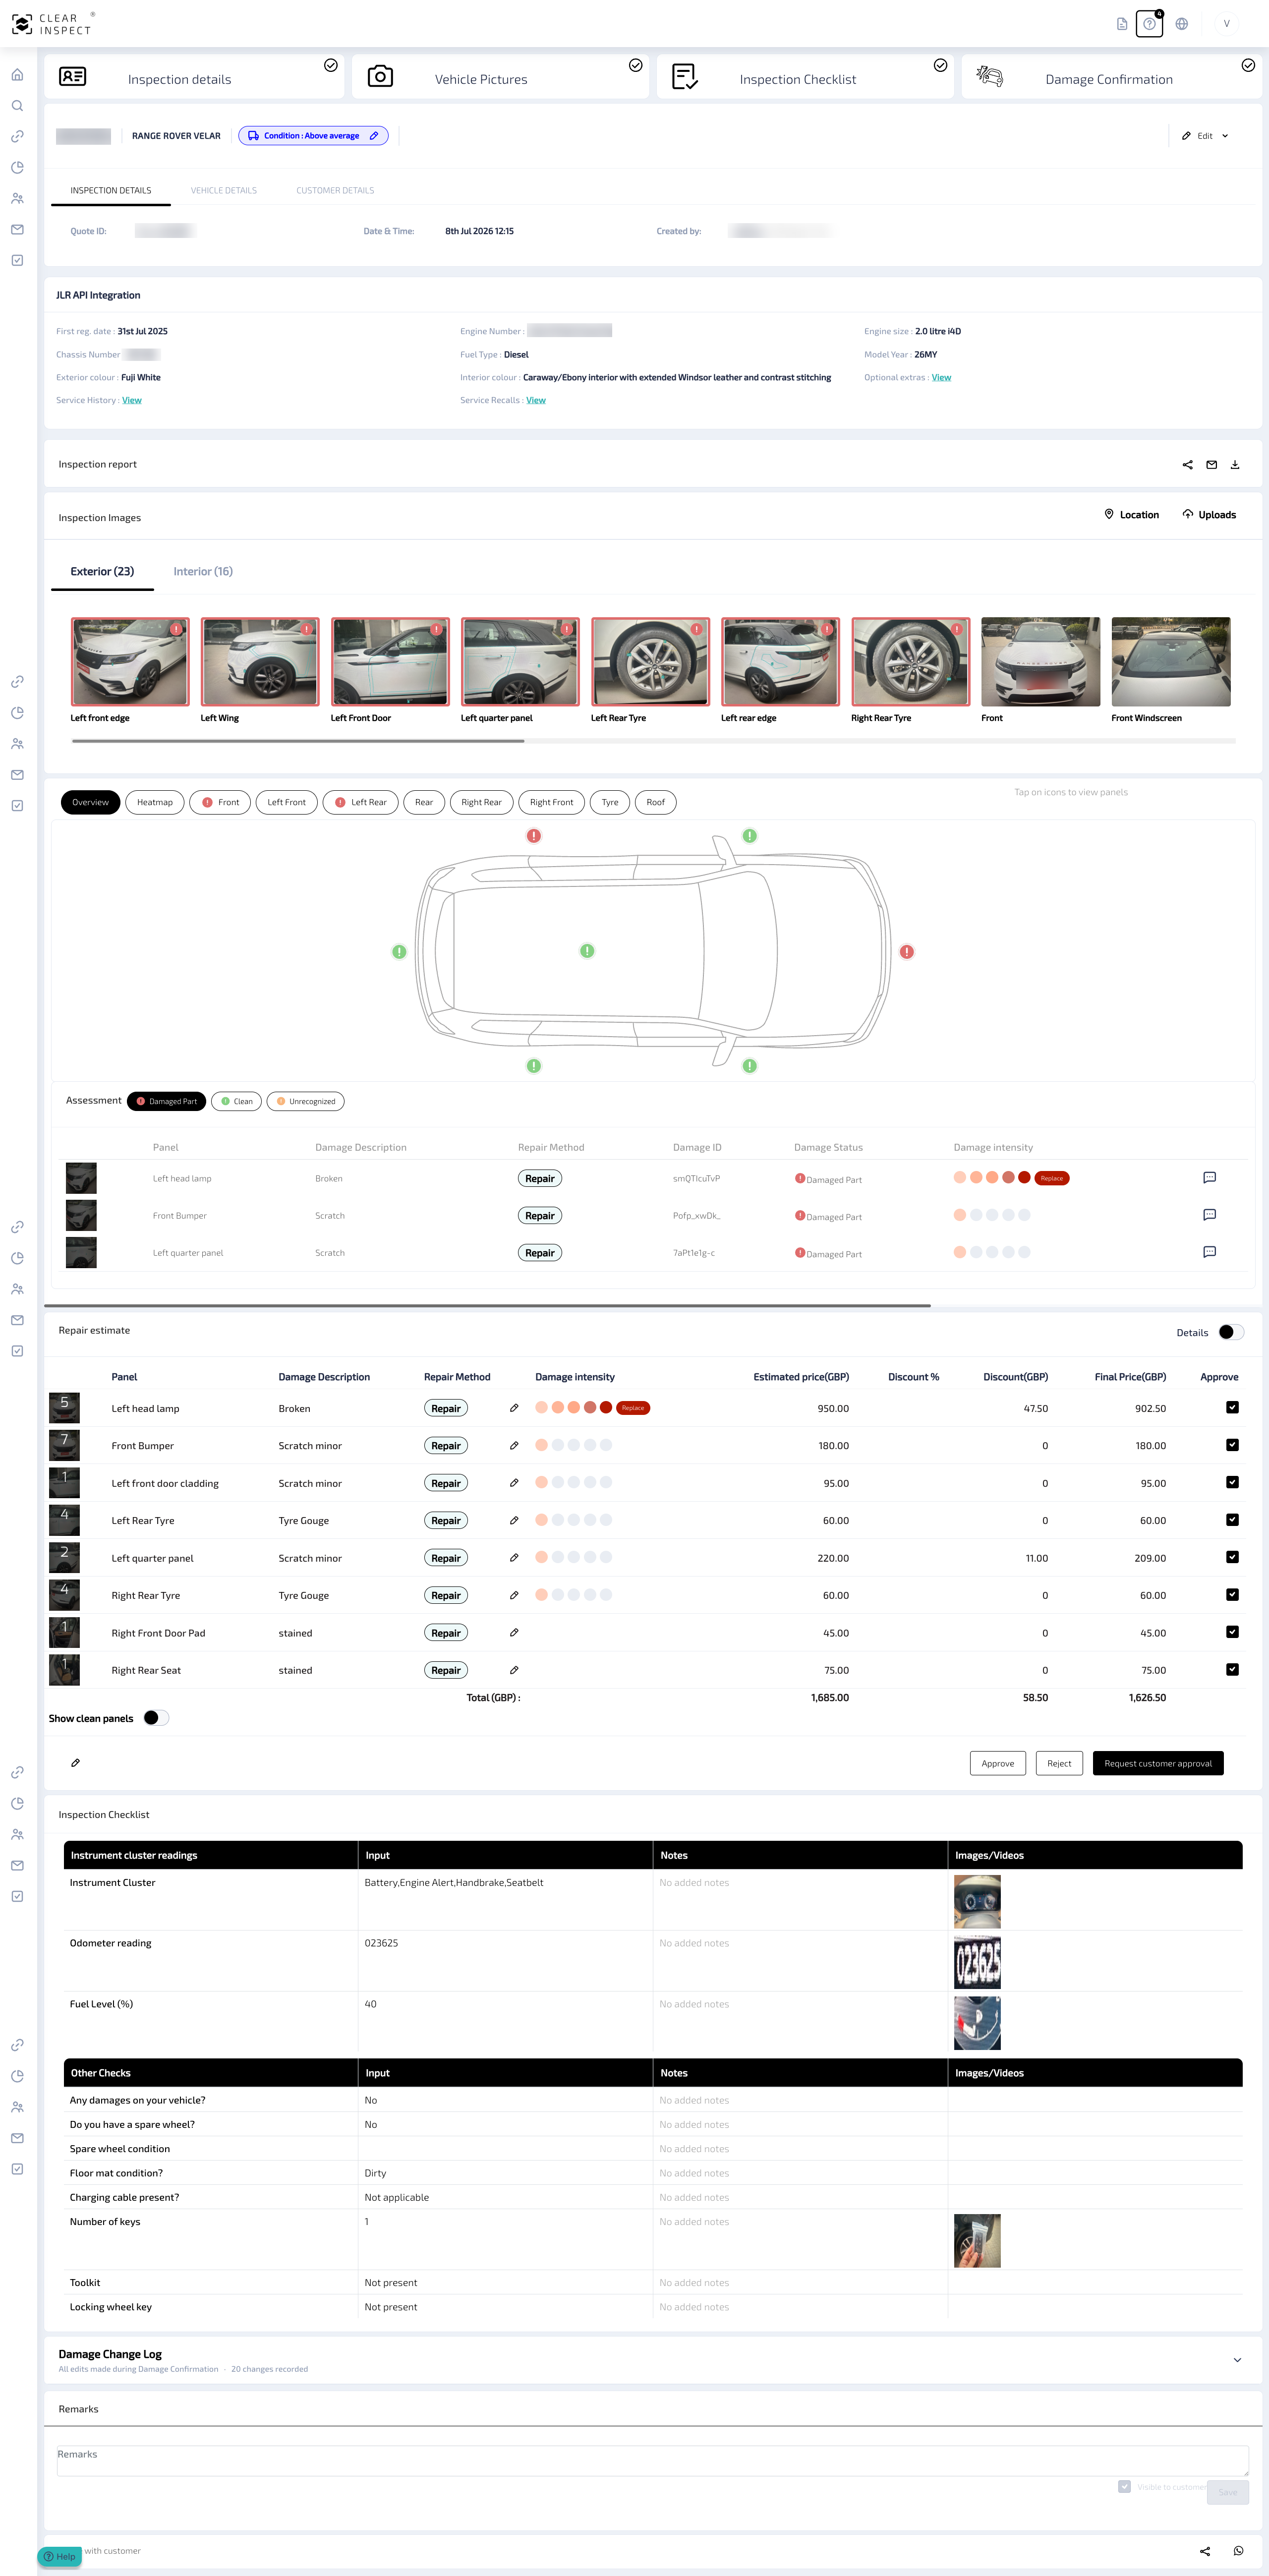 CLEAR INSPECT ®
4
V
Inspection details
Vehicle Pictures
Inspection Checklist
Damage Confirmation
RANGE ROVER VELAR
Condition : Above average
Edit
INSPECTION DETAILS
VEHICLE DETAILS
CUSTOMER DETAILS
Quote ID:
Date & Time: 8th Jul 2026 12:15
Created by:
JLR API Integration
First reg. date : 31st Jul 2025
Engine Number :
Engine size : 2.0 litre i4D
Chassis Number
Fuel Type : Diesel
Model Year : 26MY
Exterior colour : Fuji White
Interior colour : Caraway/Ebony interior with extended Windsor leather and contrast stitching
Optional extras : View
Service History : View
Service Recalls : View
Inspection report
Inspection Images
Location
Uploads
Exterior (23)
Interior (16)
Left front edge
Left Wing
Left Front Door
Left quarter panel
Left Rear Tyre
Left rear edge
Right Rear Tyre
Front
Front Windscreen
Overview
Heatmap
Front
Left Front
Left Rear
Rear
Right Rear
Right Front
Tyre
Roof
Tap on icons to view panels
Assessment
Damaged Part
Clean
Unrecognized
Panel Damage Description Repair Method Damage ID Damage Status Damage intensity
Left head lamp Broken Repair smQTIcuTvP Damaged Part Replace
Front Bumper Scratch Repair Pofp_xwDk_ Damaged Part
Left quarter panel Scratch Repair 7aPt1e1g-c Damaged Part
Repair estimate
Details
Panel Damage Description Repair Method Damage intensity Estimated price(GBP) Discount % Discount(GBP) Final Price(GBP) Approve
5 Left head lamp Broken Repair Replace 950.00 47.50 902.50
7 Front Bumper Scratch minor Repair 180.00 0 180.00
1 Left front door cladding Scratch minor Repair 95.00 0 95.00
4 Left Rear Tyre Tyre Gouge Repair 60.00 0 60.00
2 Left quarter panel Scratch minor Repair 220.00 11.00 209.00
4 Right Rear Tyre Tyre Gouge Repair 60.00 0 60.00
1 Right Front Door Pad stained Repair 45.00 0 45.00
1 Right Rear Seat stained Repair 75.00 0 75.00
Total (GBP) : 1,685.00 58.50 1,626.50
Show clean panels
Approve
Reject
Request customer approval
Inspection Checklist
Instrument cluster readings Input Notes Images/Videos
Instrument Cluster Battery,Engine Alert,Handbrake,Seatbelt No added notes
Odometer reading 023625 No added notes 023625
Fuel Level (%) 40 No added notes
Other Checks Input Notes Images/Videos
Any damages on your vehicle? No No added notes
Do you have a spare wheel? No No added notes
Spare wheel condition No added notes
Floor mat condition? Dirty No added notes
Charging cable present? Not applicable No added notes
Number of keys 1 No added notes
Toolkit Not present No added notes
Locking wheel key Not present No added notes
Damage Change Log
All edits made during Damage Confirmation - 20 changes recorded
Remarks
Remarks
Visible to customer
Save
Help
with customer